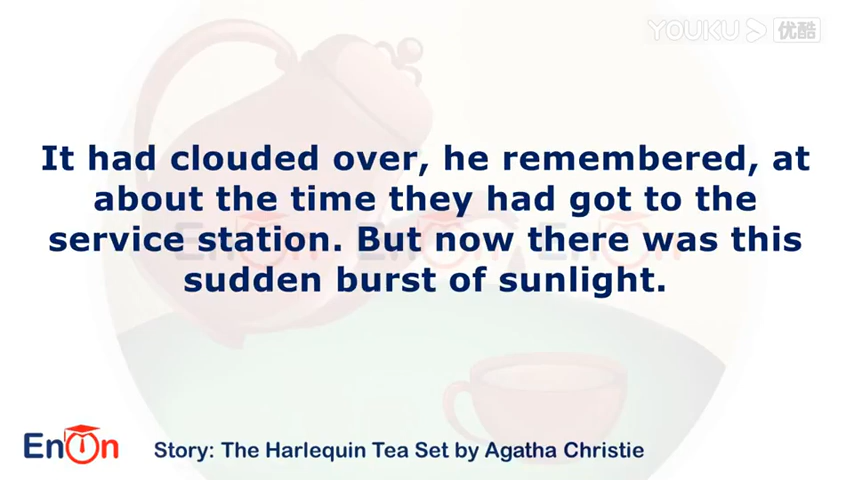 YOUKU 优酷
It had clouded over, he remembered, at
about the time they had got to the
service station. But now there was this
sudden burst of sunlight.
EnOn Story: The Harlequin Tea Set by Agatha Christie